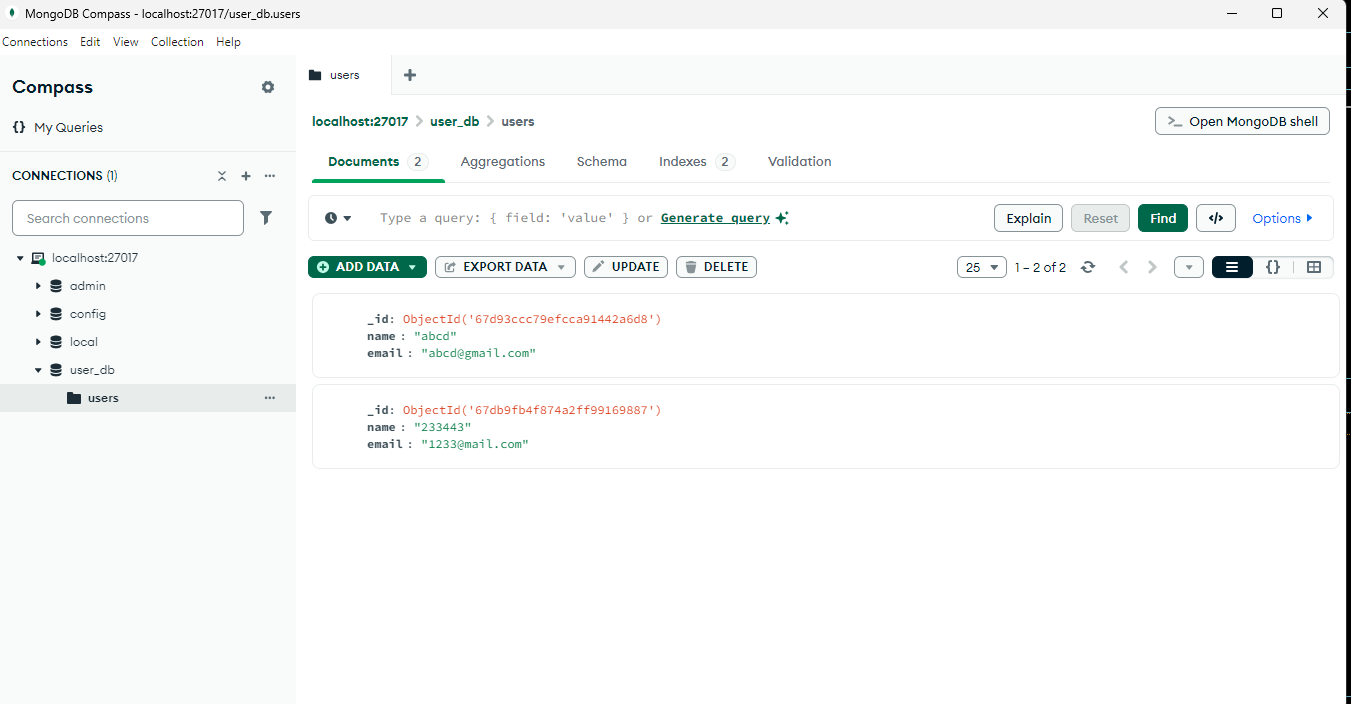 MongoDB Compass - localhost:27017/user_db.users
Connections Edit View Collection Help
Compass
{} My Queries
CONNECTIONS (1)
Search connections
localhost:27017
admin
config
local
user_db
users
users
localhost:27017 > user_db > users
>_ Open MongoDB shell
Documents 2 Aggregations Schema Indexes 2 Validation
Type a query: { field: 'value' } or Generate query
Explain Reset Find </> Options
ADD DATA EXPORT DATA UPDATE DELETE
25 1 – 2 of 2 {}
_id: ObjectId('67d93ccc79efcca91442a6d8')
name : "abcd"
email : "abcd@gmail.com"
_id: ObjectId('67db9fb4f874a2ff99169887')
name : "233443"
email : "1233@mail.com"